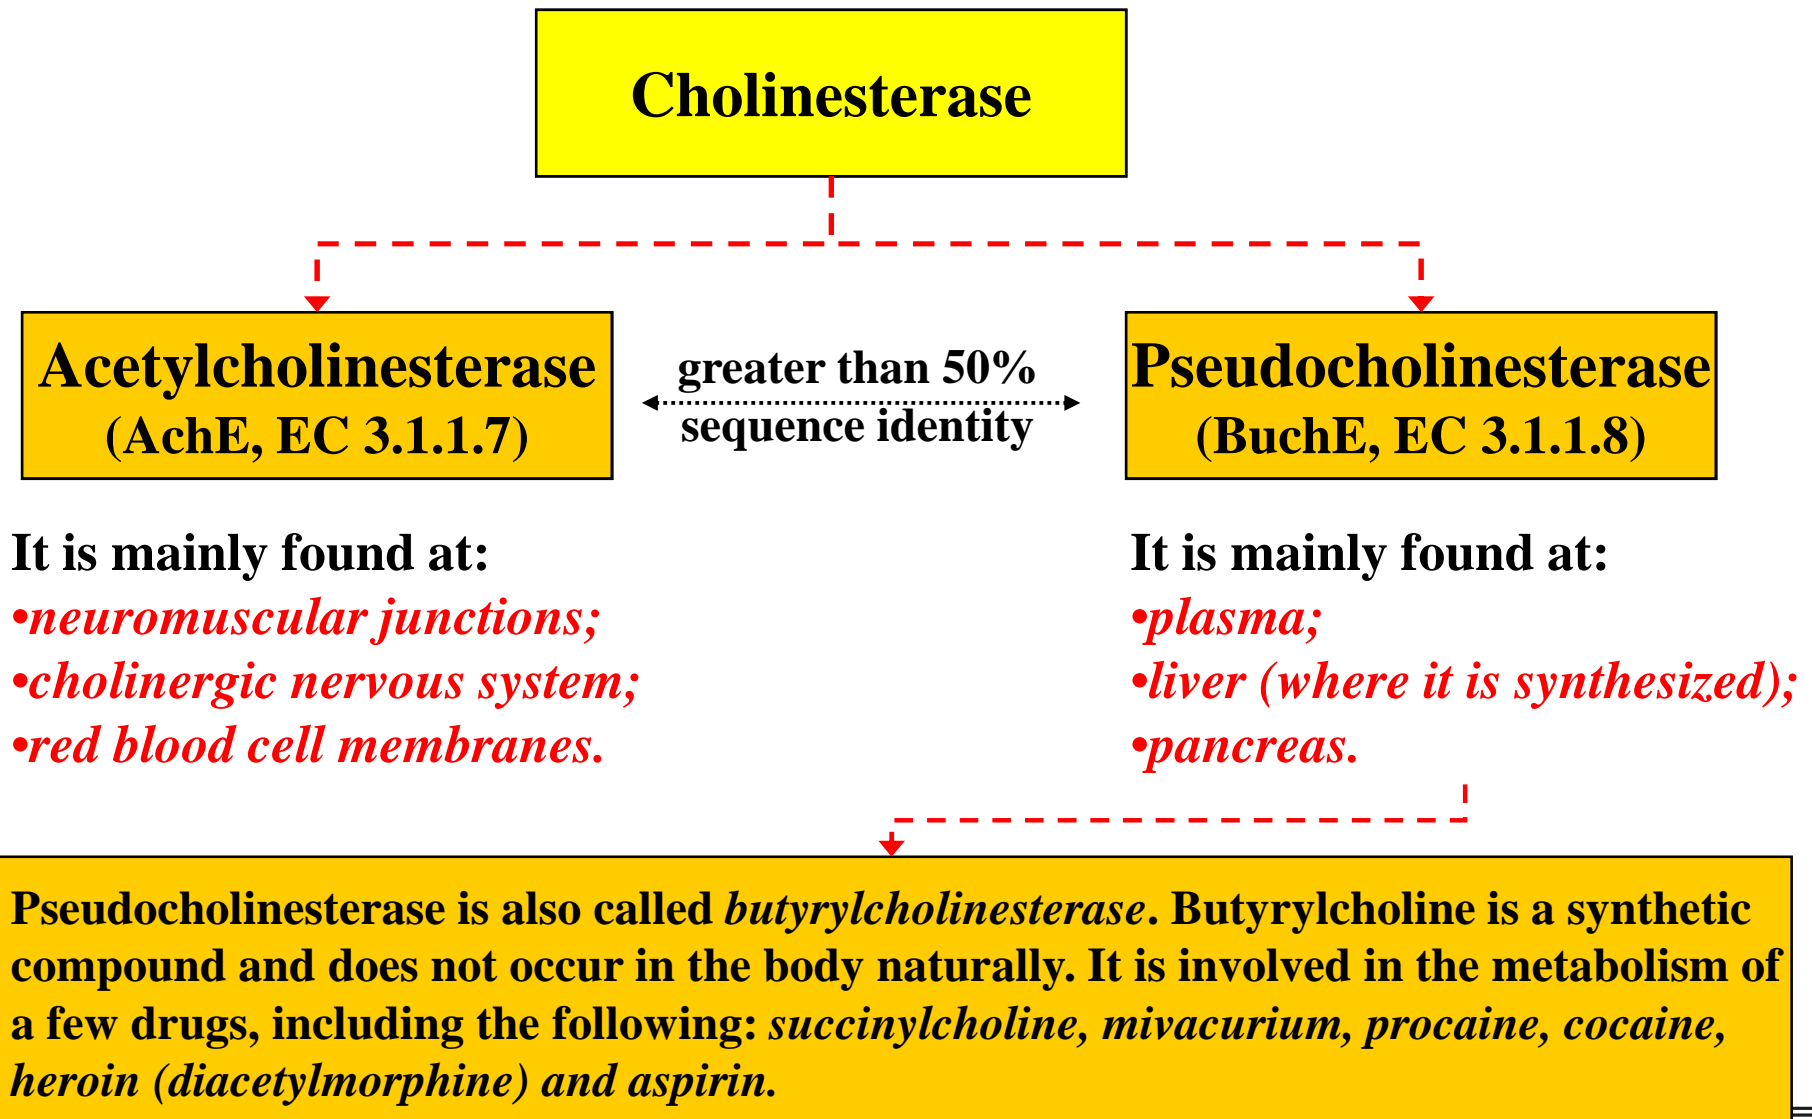 Cholinesterase
Acetylcholinesterase
(AchE, EC 3.1.1.7)
greater than 50%
sequence identity
Pseudocholinesterase
(BuchE, EC 3.1.1.8)
It is mainly found at:
•neuromuscular junctions;
•cholinergic nervous system;
•red blood cell membranes.
It is mainly found at:
•plasma;
•liver (where it is synthesized);
•pancreas.
Pseudocholinesterase is also called butyrylcholinesterase. Butyrylcholine is a synthetic
compound and does not occur in the body naturally. It is involved in the metabolism of
a few drugs, including the following: succinylcholine, mivacurium, procaine, cocaine,
heroin (diacetylmorphine) and aspirin.